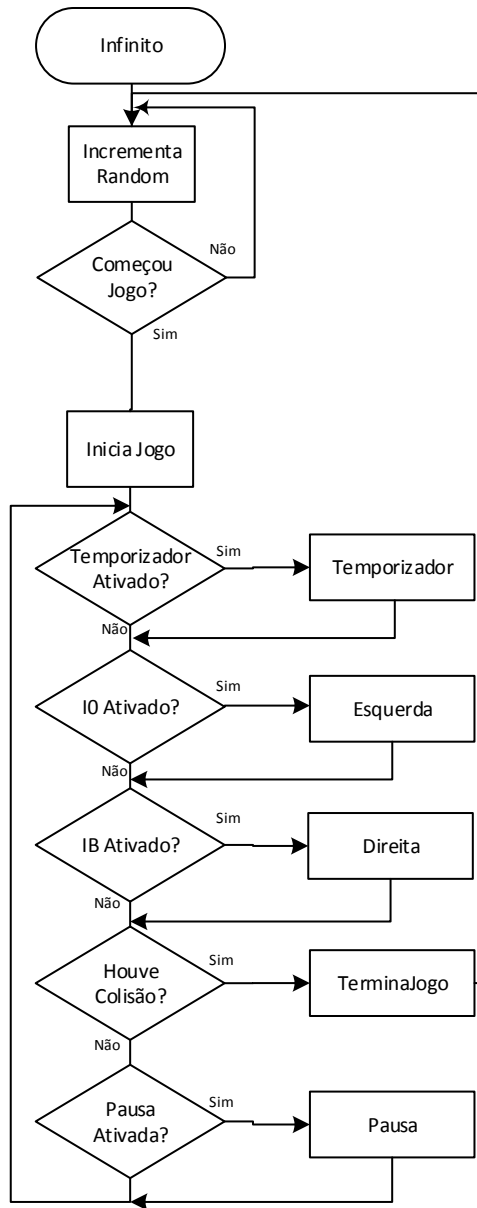 Infinito
Incrementa
Random
Não
Começou
Jogo?
Sim
Inicia Jogo
Temporizador
Ativado?
Sim
Temporizador
Não
I0 Ativado?
Sim
Esquerda
Não
IB Ativado?
Sim
Direita
Não
Houve
Colisão?
Sim
TerminaJogo
Não
Pausa
Ativada?
Sim
Pausa